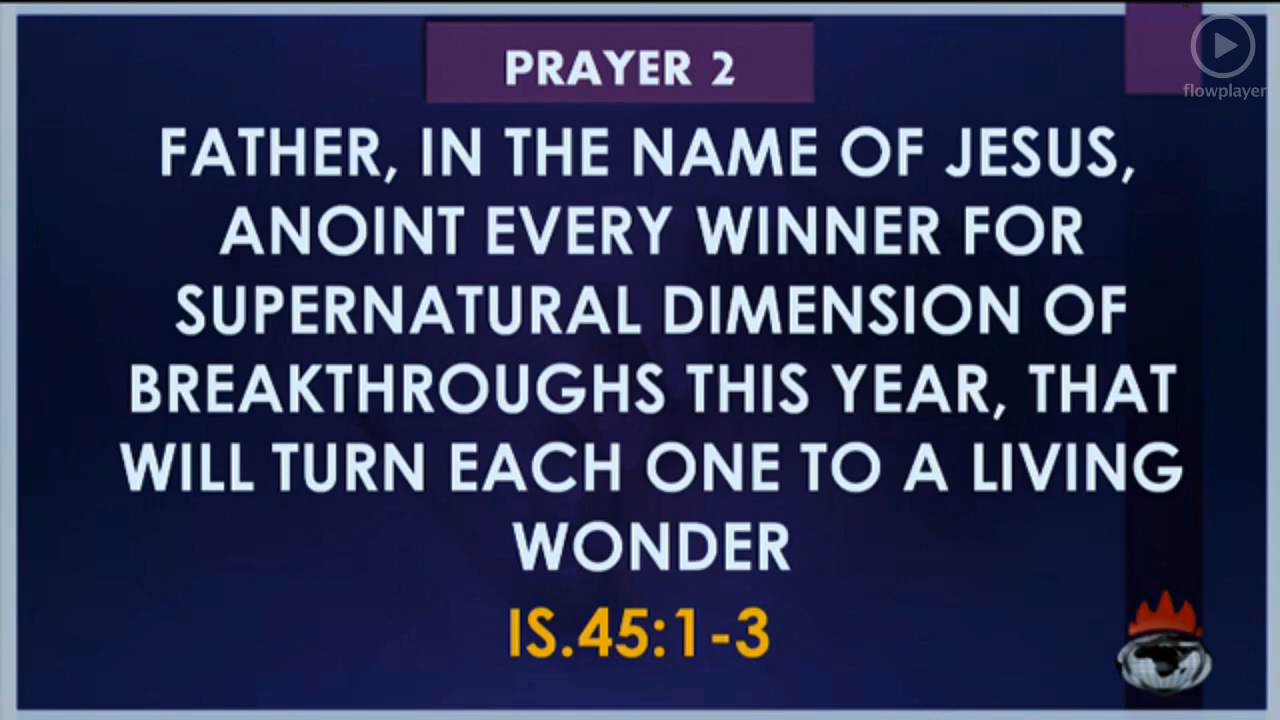 PRAYER 2
flowplayer
FATHER, IN THE NAME OF JESUS,
ANOINT EVERY WINNER FOR
SUPERNATURAL DIMENSION OF
BREAKTHROUGHS THIS YEAR, THAT
WILL TURN EACH ONE TO A LIVING
WONDER
IS.45:1-3